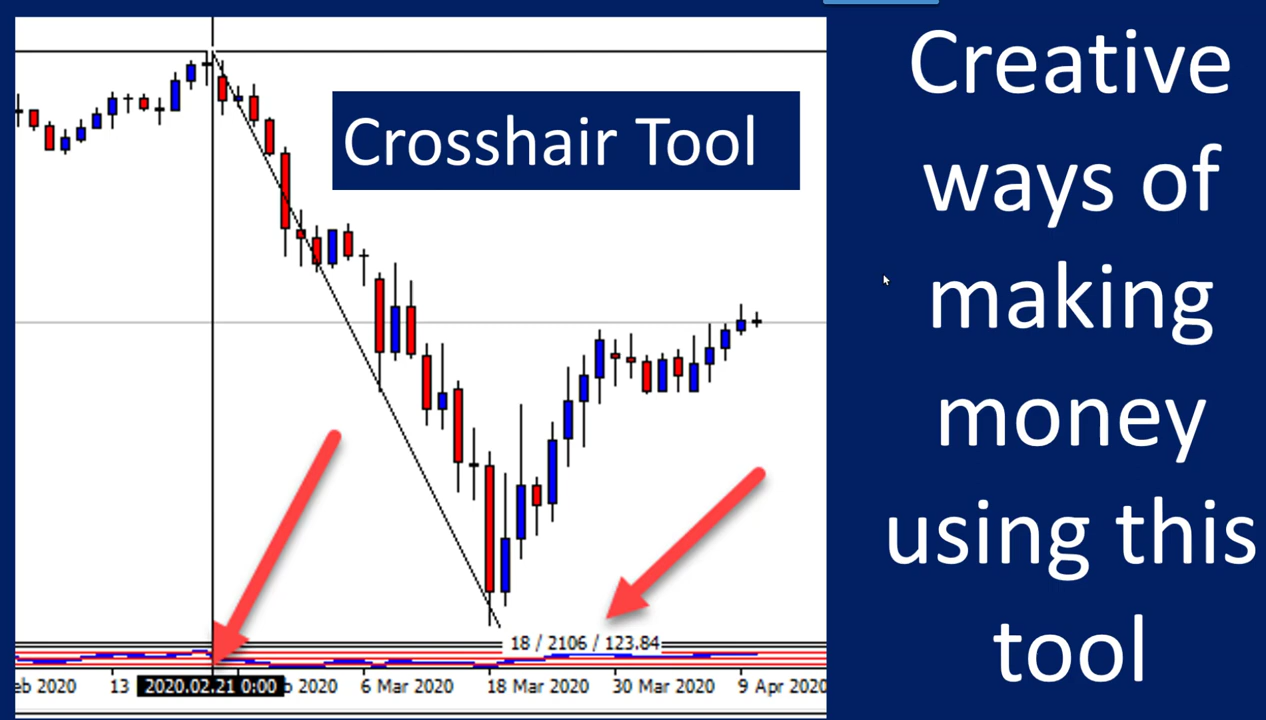 Crosshair Tool
Creative
ways of
making
money
using this
tool
18 / 2106 / 123.84
eb 2020 13 2020.02.21 0:00 b 2020 6 Mar 2020 18 Mar 2020 30 Mar 2020 9 Apr 2020